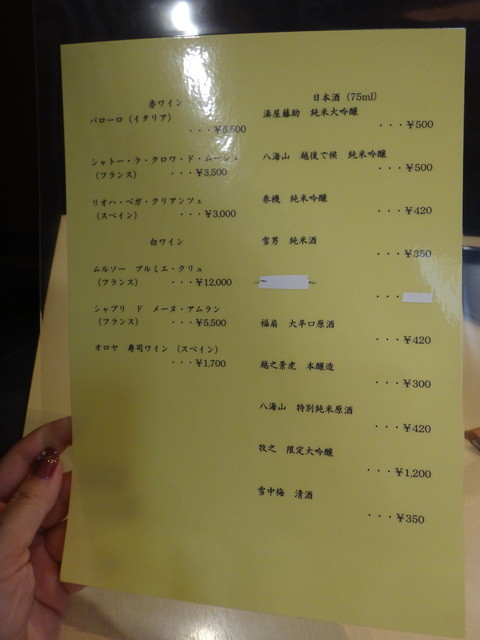 赤ワイン
バローロ（イタリア）
・・・¥5,500
シャトー・ラ・クロワ・ド・ムーシェ
（フランス）　・・・¥3,500
リオハ・ベガ・クリアンツェ
（スペイン）　・・・¥3,000
白ワイン
ムルソー　プルミエ・クリュ
（フランス）　・・・¥12,000
シャブリ　ド　メーヌ・アムラン
（フランス）　・・・¥5,500
オロヤ　寿司ワイン（スペイン）
・・・¥1,700
日本酒（75ml）
湊屋藤助　純米大吟醸
・・・¥500
八海山　越後で候　純米吟醸
・・・¥500
巻機　純米吟醸
・・・¥420
雪男　純米酒
・・・¥350
・・・
福扇　大辛口原酒
・・・¥420
越之景虎　本醸造
・・・¥300
八海山　特別純米原酒
・・・¥420
牧之　限定大吟醸
・・・¥1,200
雪中梅　清酒
・・・¥350